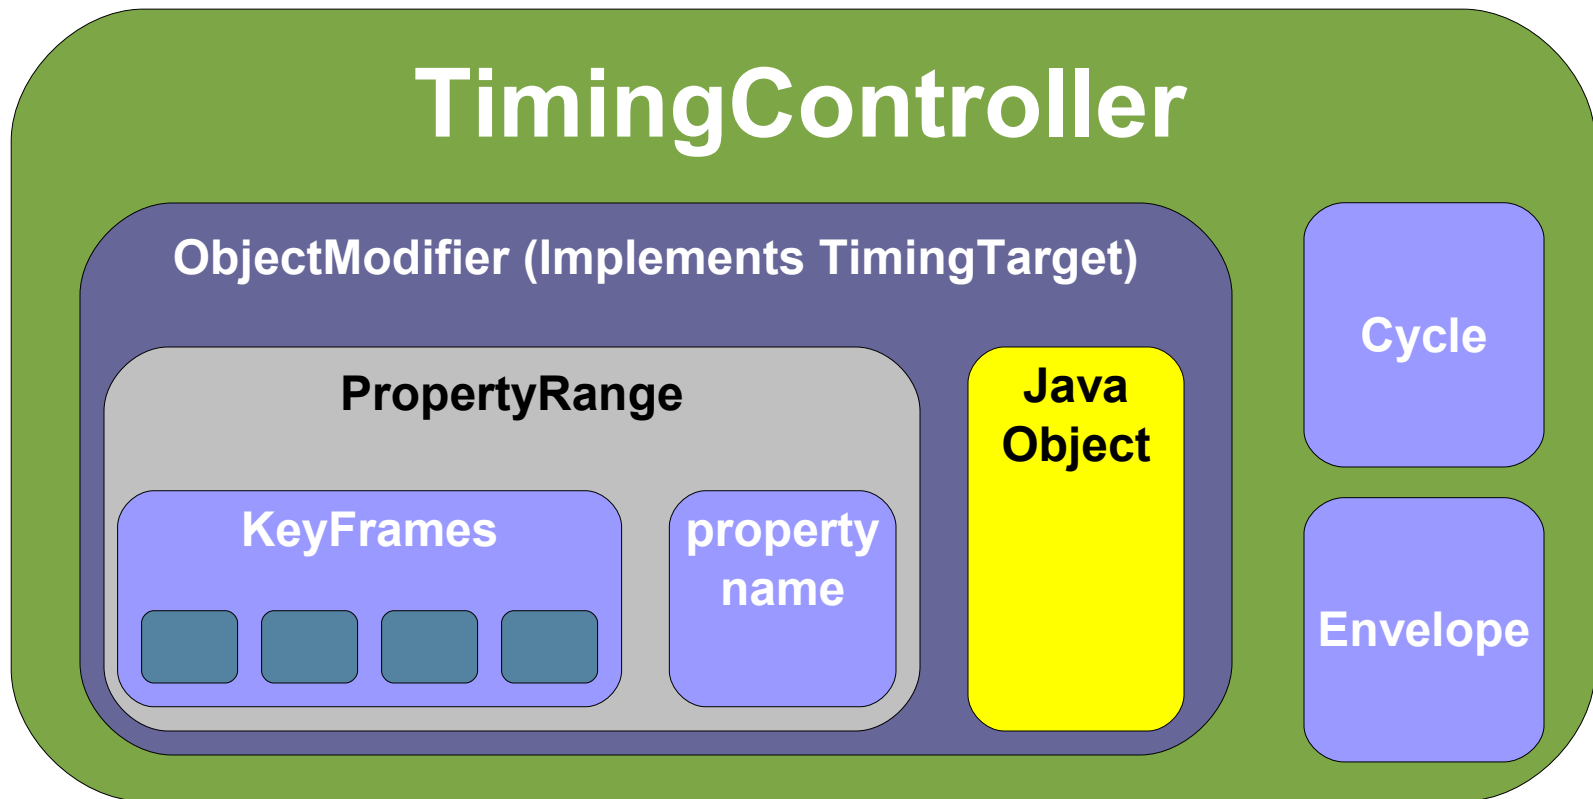 TimingController
ObjectModifier (Implements TimingTarget)
PropertyRange
KeyFrames
property
name
Java
Object
Cycle
Envelope